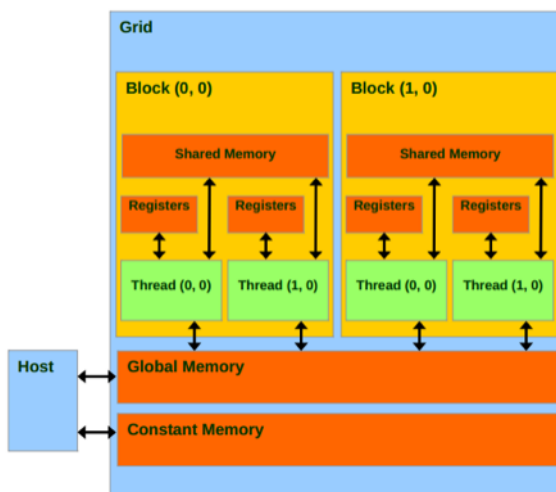 Grid
Block (0, 0)
Block (1, 0)
Shared Memory
Shared Memory
Registers
Registers
Registers
Registers
Thread (0, 0)
Thread (1, 0)
Thread (0, 0)
Thread (1, 0)
Host
Global Memory
Constant Memory